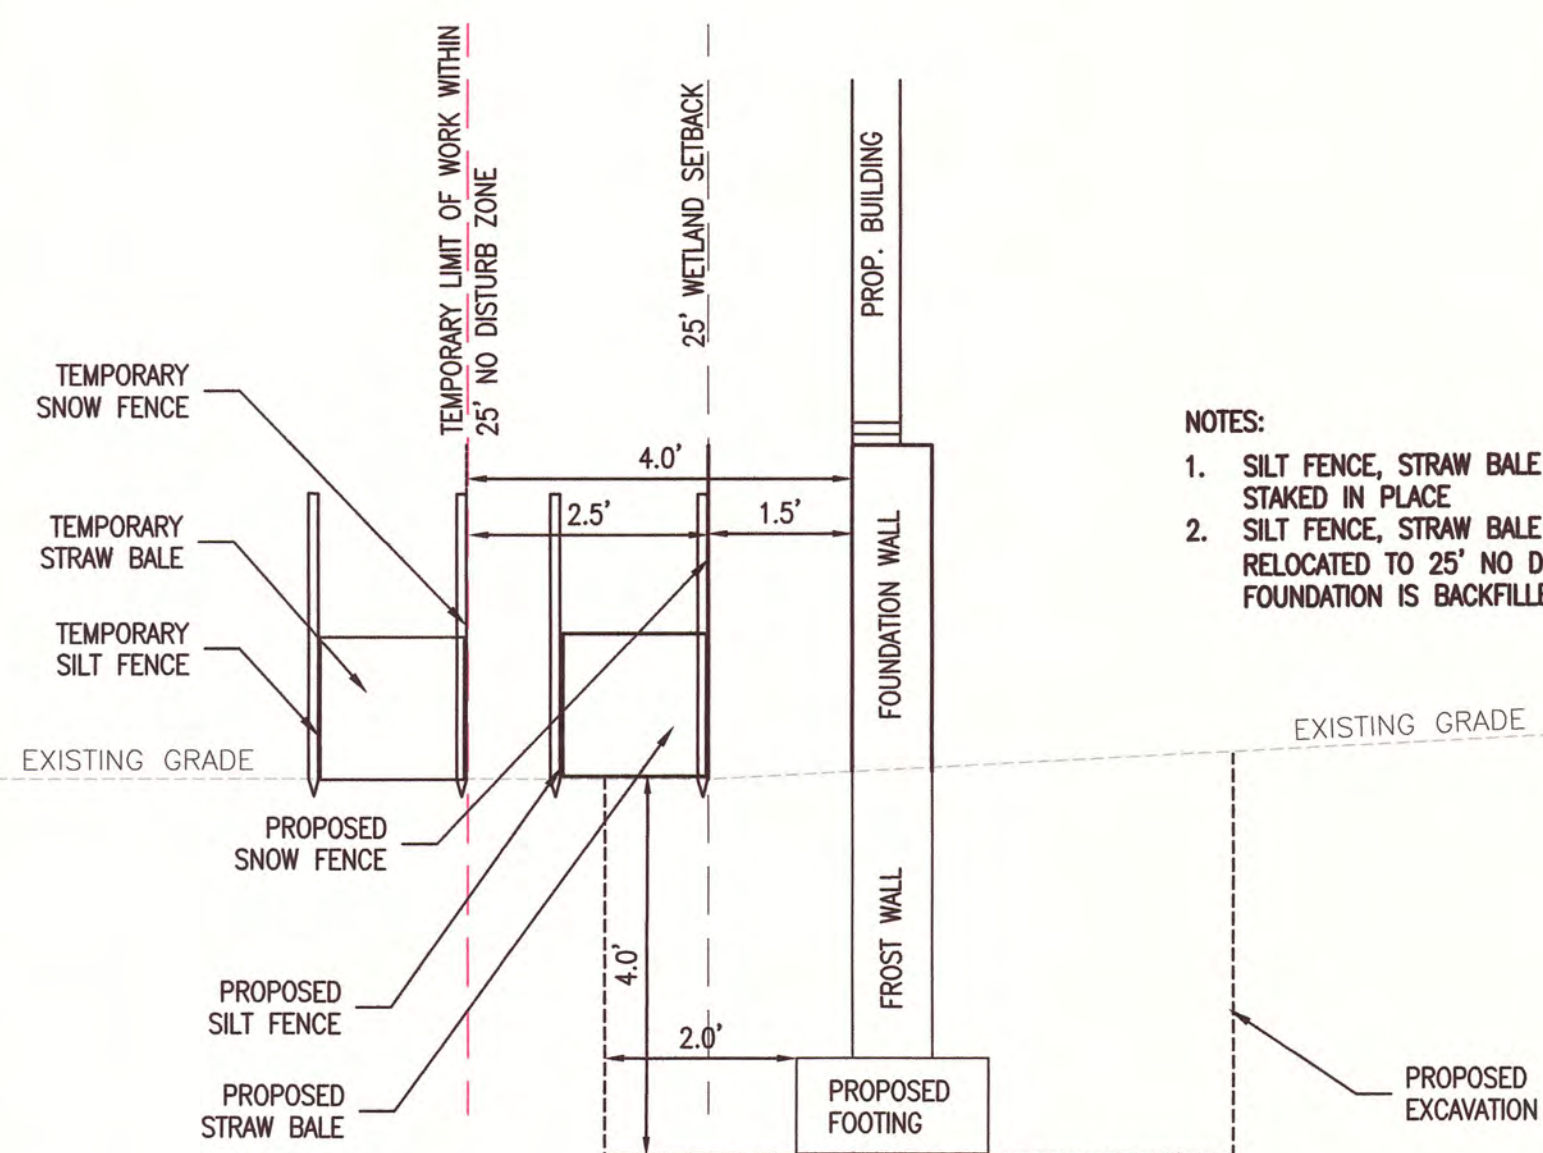 TEMPORARY LIMIT OF WORK WITHIN
25' NO DISTURB ZONE
25' WETLAND SETBACK
PROP. BUILDING
TEMPORARY
SNOW FENCE
TEMPORARY
STRAW BALE
TEMPORARY
SILT FENCE
EXISTING GRADE
4.0'
2.5'
1.5'
FOUNDATION WALL
NOTES:
1. SILT FENCE, STRAW BALE
STAKED IN PLACE
2. SILT FENCE, STRAW BALE
RELOCATED TO 25' NO D
FOUNDATION IS BACKFILLE
EXISTING GRADE
PROPOSED
SNOW FENCE
PROPOSED
SILT FENCE
PROPOSED
STRAW BALE
4.0'
2.0'
FROST WALL
PROPOSED
FOOTING
PROPOSED
EXCAVATION